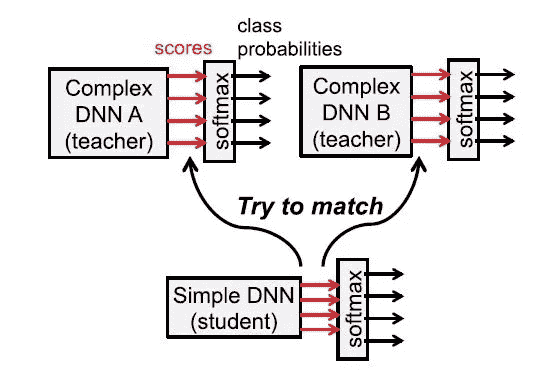 class
scores probabilities
Complex
DNN A
(teacher)
softmax
Complex
DNN B
(teacher)
softmax
Try to match
Simple DNN
(student)
softmax